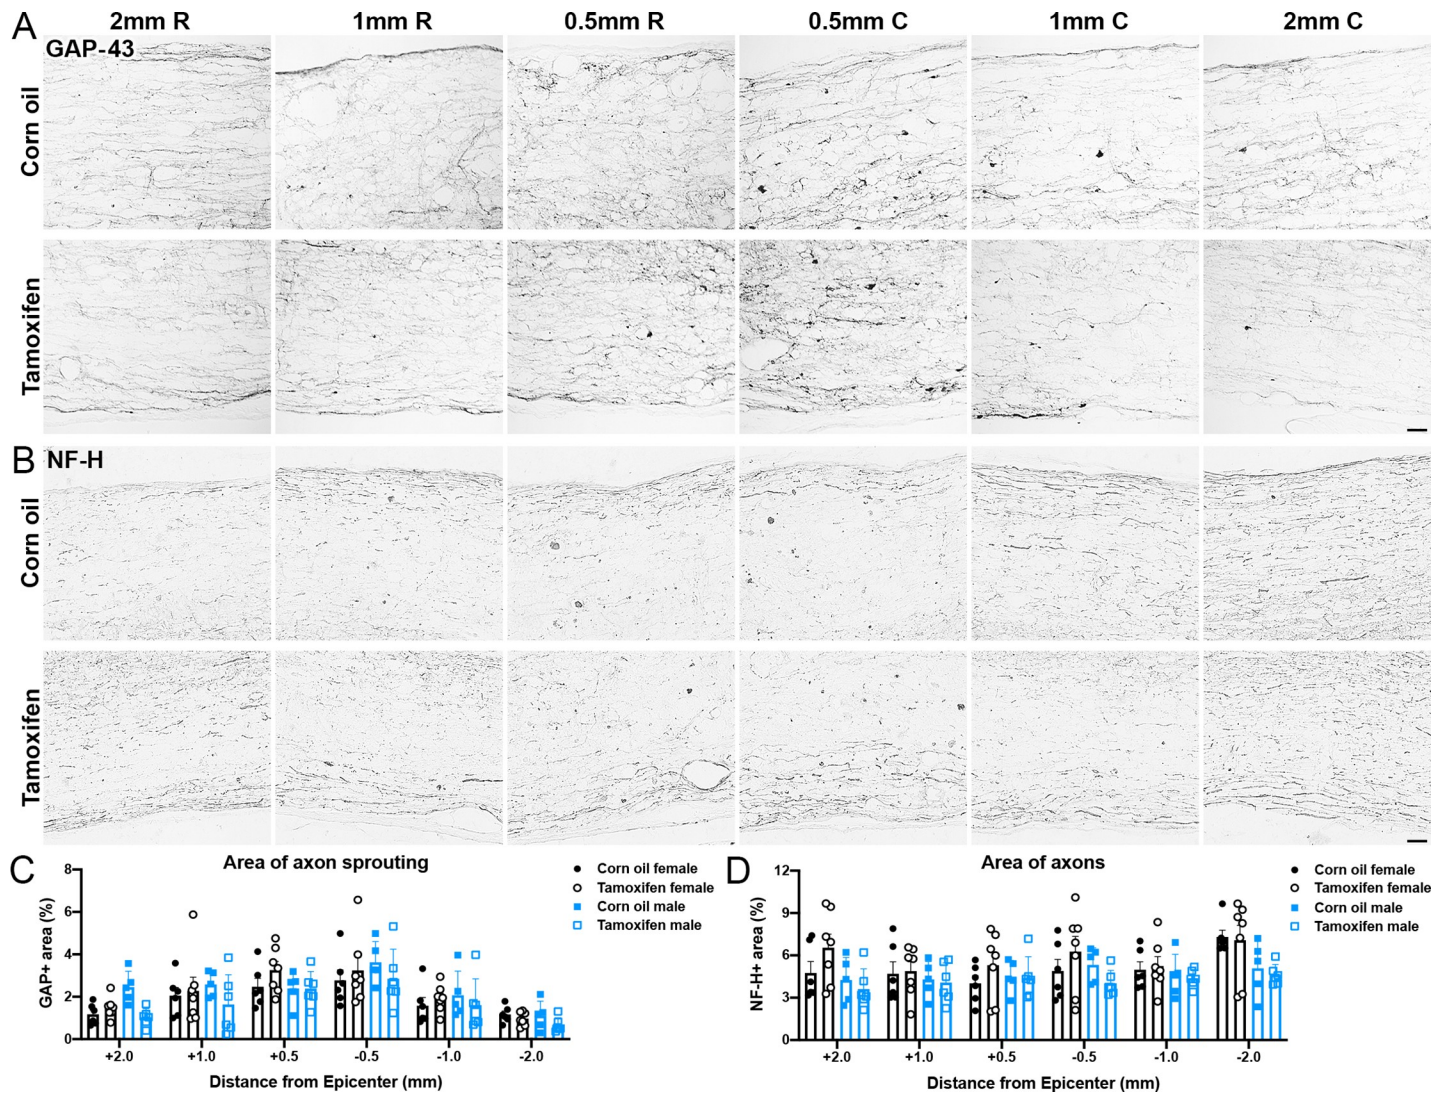 A
2mm R 1mm R 0.5mm R 0.5mm C 1mm C 2mm C
GAP-43
Corn oil
Tamoxifen
B
NF-H
Corn oil
Tamoxifen
C
Area of axon sprouting
GAP+ area (%)
8
6
4
2
0
+2.0 +1.0 +0.5 -0.5 -1.0 -2.0
Distance from Epicenter (mm)
Corn oil female
Tamoxifen female
Corn oil male
Tamoxifen male
D
Area of axons
NF-H+ area (%)
12
9
6
3
0
+2.0 +1.0 +0.5 -0.5 -1.0 -2.0
Distance from Epicenter (mm)
Corn oil female
Tamoxifen female
Corn oil male
Tamoxifen male